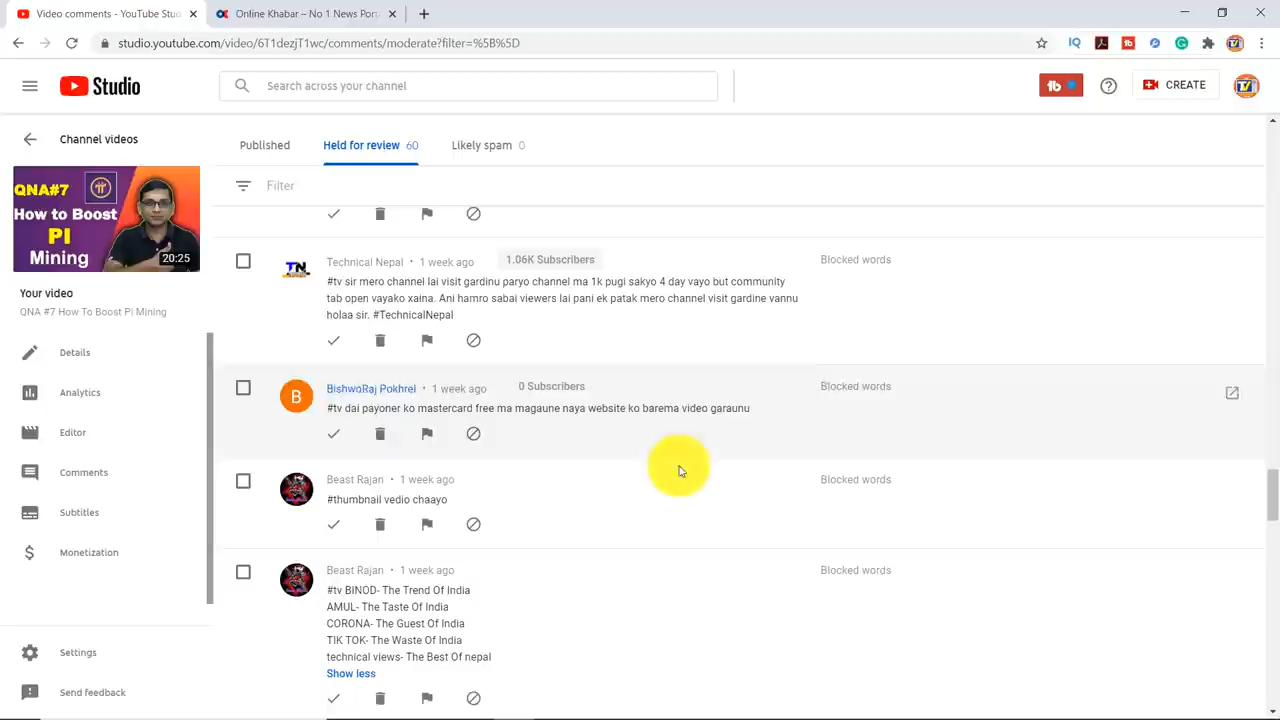 Video comments - YouTube Stu
Online Khabar – No 1 News Port
studio.youtube.com/video/6T1dezjT1wc/comments/moderate?filter=%5B%5D
Studio
Search across your channel
CREATE
Channel videos
QNA#7
How to Boost
PI
Mining
20:25
Your video
QNA #7 How To Boost Pi Mining
Details
Analytics
Editor
Comments
Subtitles
Monetization
Settings
Send feedback
Published
Held for review 60
Likely spam 0
Filter
Technical Nepal • 1 week ago 1.06K Subscribers
Blocked words
#tv sir mero channel lai visit gardinu paryo channel ma 1k pugi sakyo 4 day vayo but community
tab open vayako xaina. Ani hamro sabai viewers lai pani ek patak mero channel visit gardine vannu
holaa sir. #TechnicalNepal
BishwoRaj Pokhrel • 1 week ago 0 Subscribers
Blocked words
#tv dai payoner ko mastercard free ma magaune naya website ko barema video garaunu
Beast Rajan • 1 week ago
Blocked words
#thumbnail vedio chaayo
Beast Rajan • 1 week ago
Blocked words
#tv BINOD- The Trend Of India
AMUL- The Taste Of India
CORONA- The Guest Of India
TIK TOK- The Waste Of India
technical views- The Best Of nepal
Show less